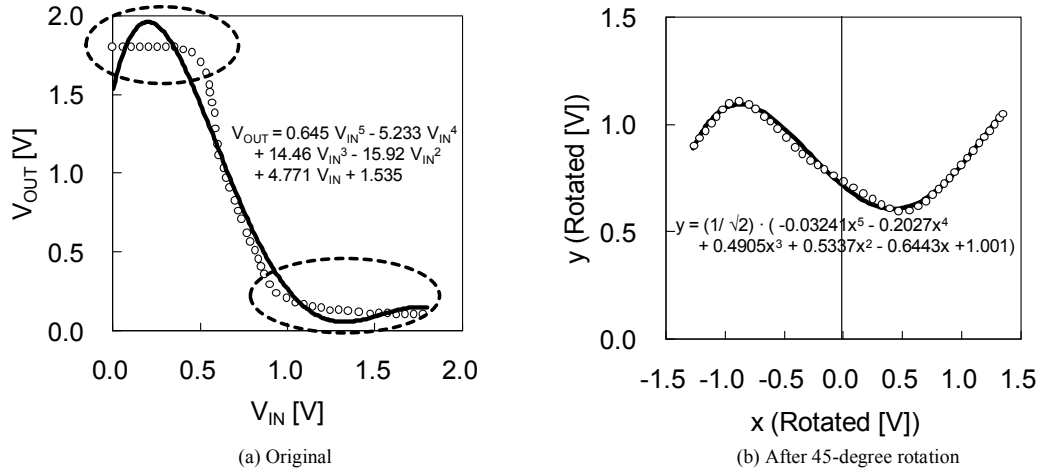 2.0
1.5
1.0
0.5
0.0
V_OUT [V]
V_OUT = 0.645 V_IN^5 - 5.233 V_IN^4
+ 14.46 V_IN^3 - 15.92 V_IN^2
+ 4.771 V_IN + 1.535
0.0 0.5 1.0 1.5 2.0
V_IN [V]
(a) Original
1.5
1.0
0.5
0.0
y (Rotated [V])
y = (1/ √2) · ( -0.03241x^5 - 0.2027x^4
+ 0.4905x^3 + 0.5337x^2 - 0.6443x +1.001)
-1.5 -1.0 -0.5 0.0 0.5 1.0 1.5
x (Rotated [V])
(b) After 45-degree rotation